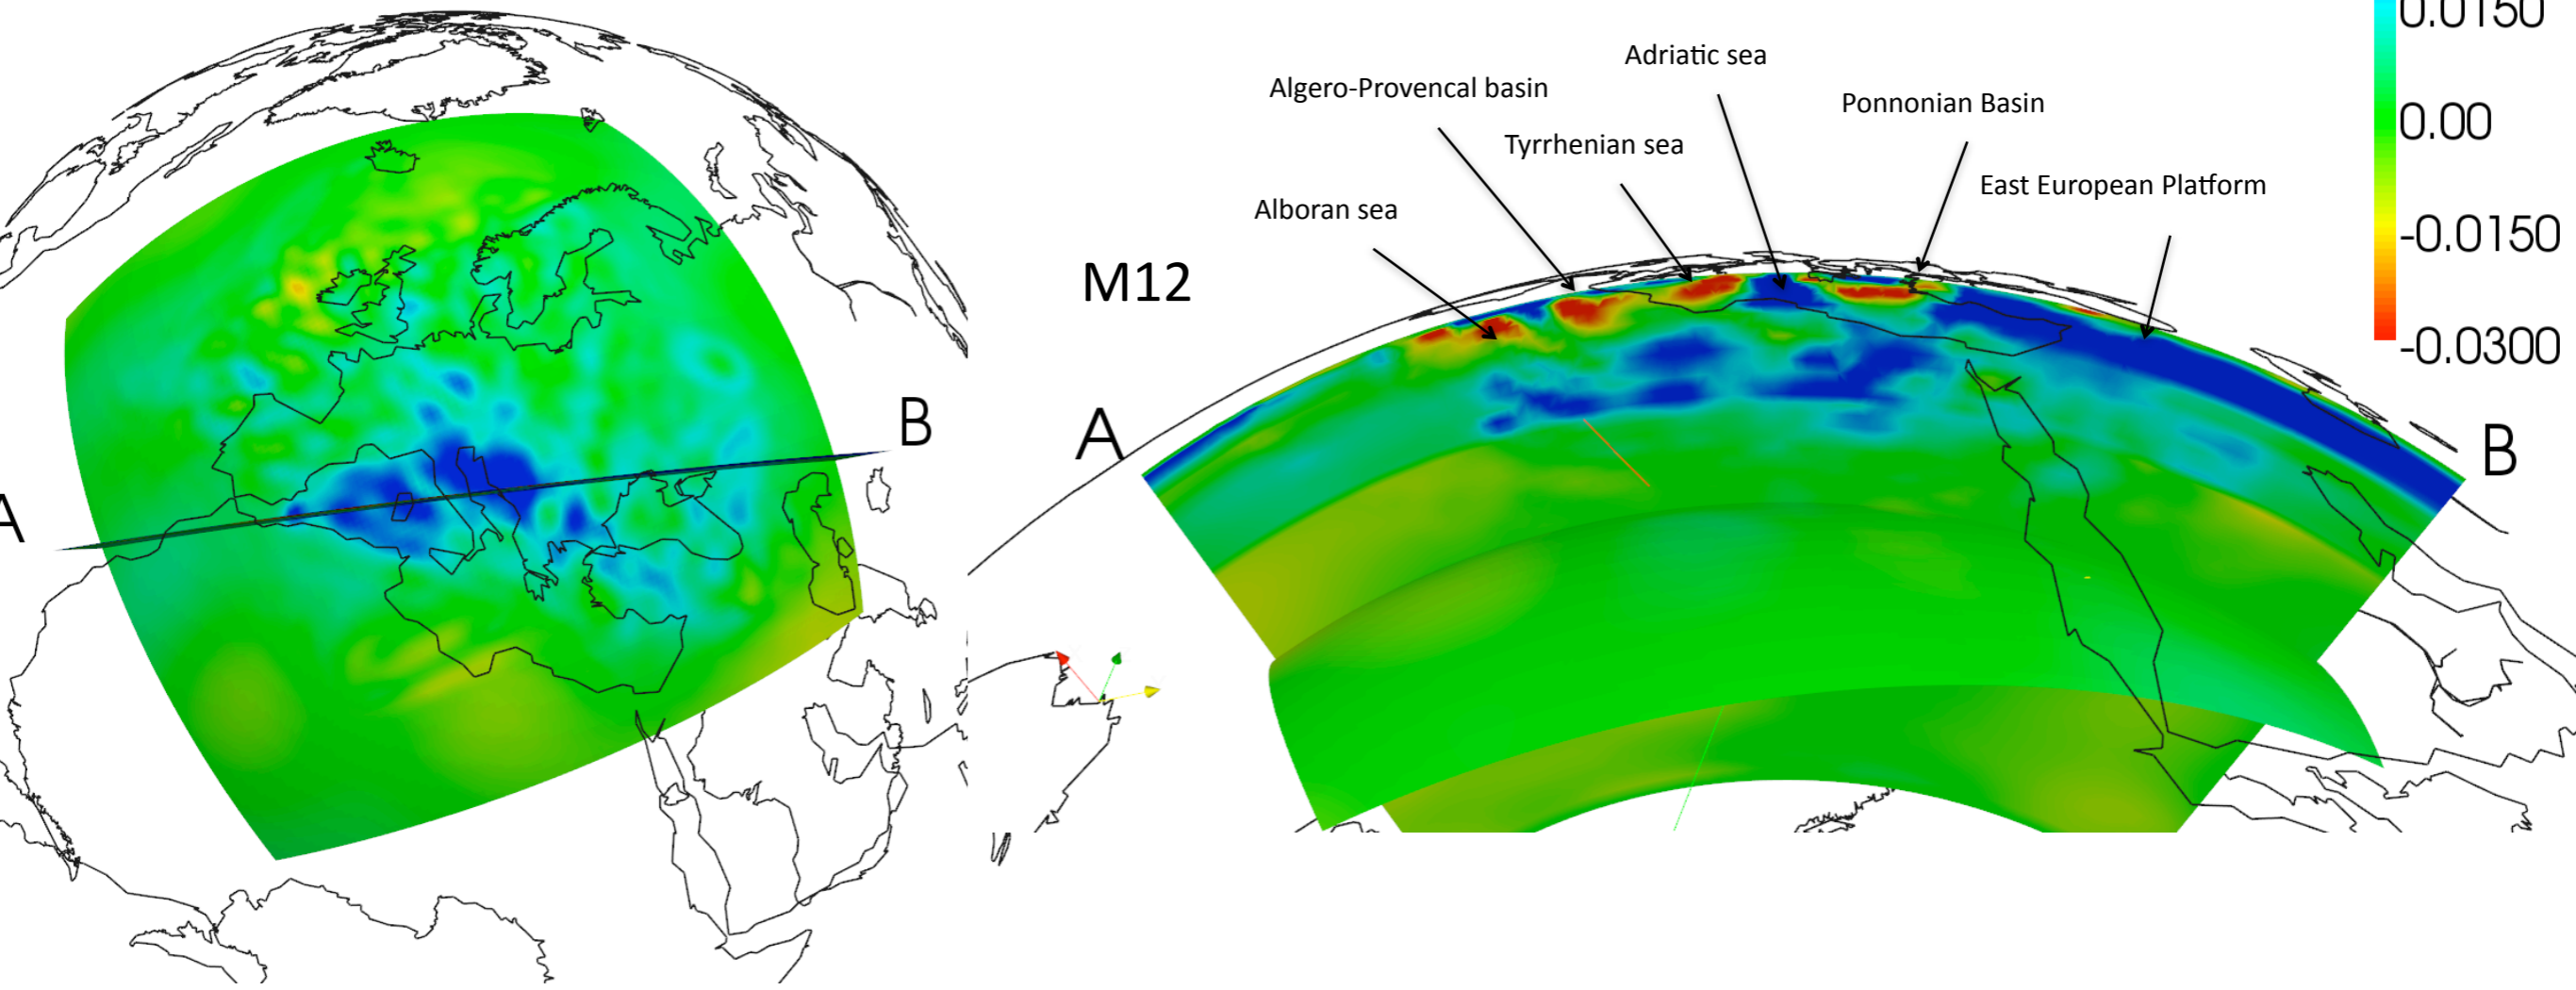 0.0150
Adriatic sea
Algero-Provencal basin
Ponnonian Basin
0.00
Tyrrhenian sea
East European Platform
Alboran sea
-0.0150
M12
-0.0300
B
A
B
A